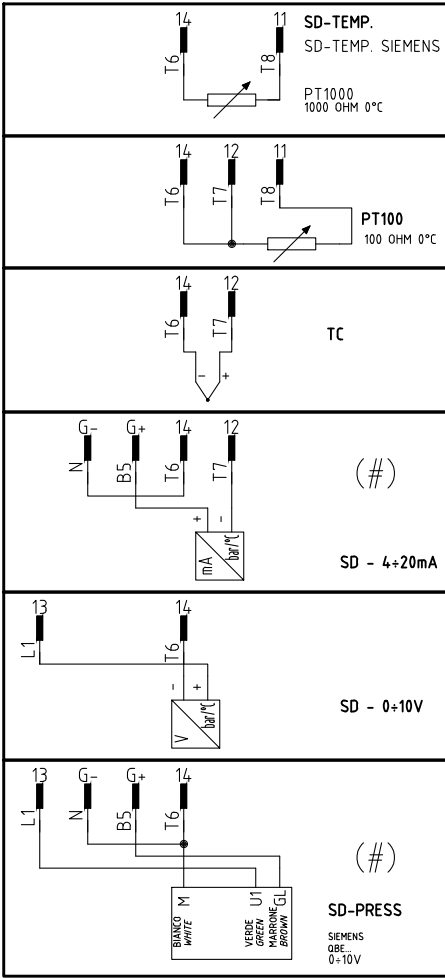 14 11 SD-TEMP.
SD-TEMP. SIEMENS
T6 T8
PT1000
1000 OHM 0°C
14 12 11
T6 T7 T8
PT100
100 OHM 0°C
14 12
T6 T7
TC
- +
G- G+ 14 12
N B5 T6 T7
(#)
+ -
mA bar/°C
SD - 4÷20mA
13 14
L1 T6
- +
V bar/°C
SD - 0÷10V
13 G- G+ 14
L1 N B5 T6
(#)
M U1 GL
BIANCO VERDE MARRONE
WHITE GREEN BROWN
SD-PRESS
SIEMENS
QBE...
0÷10V